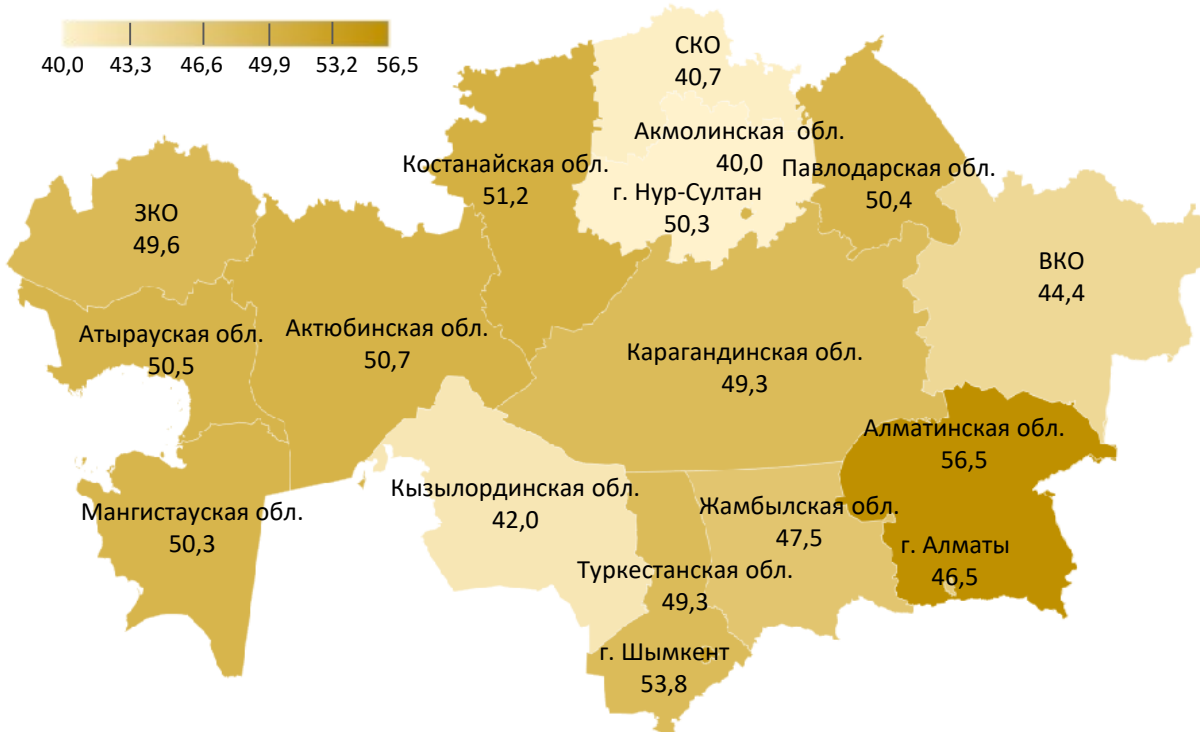 40,0 43,3 46,6 49,9 53,2 56,5
СКО
40,7
Акмолинская обл.
40,0
г. Нур-Султан
50,3
Костанайская обл.
51,2
Павлодарская обл.
50,4
ЗКО
49,6
ВКО
44,4
Атырауская обл.
50,5
Актюбинская обл.
50,7
Карагандинская обл.
49,3
Алматинская обл.
56,5
Мангистауская обл.
50,3
Кызылординская обл.
42,0
Жамбылская обл.
47,5
г. Алматы
46,5
Туркестанская обл.
49,3
г. Шымкент
53,8